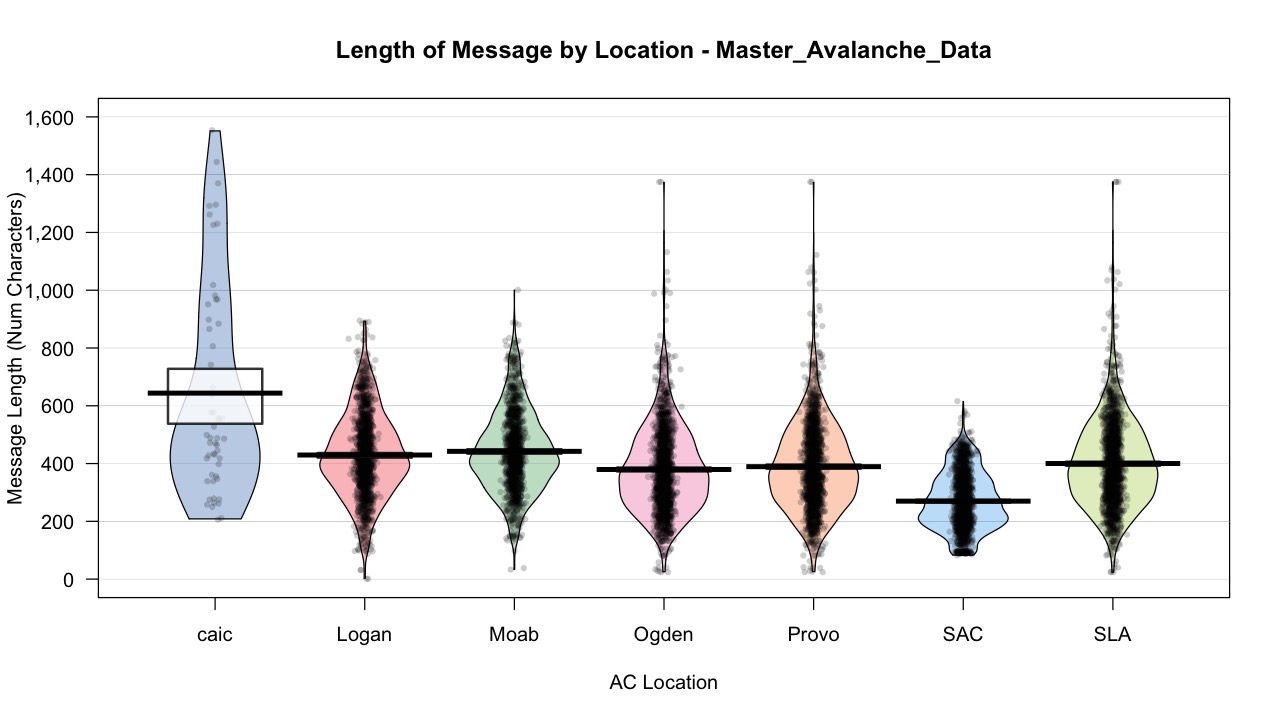 Length of Message by Location - Master_Avalanche_Data
Message Length (Num Characters)
1,600
1,400
1,200
1,000
800
600
400
200
0
caic Logan Moab Ogden Provo SAC SLA
AC Location